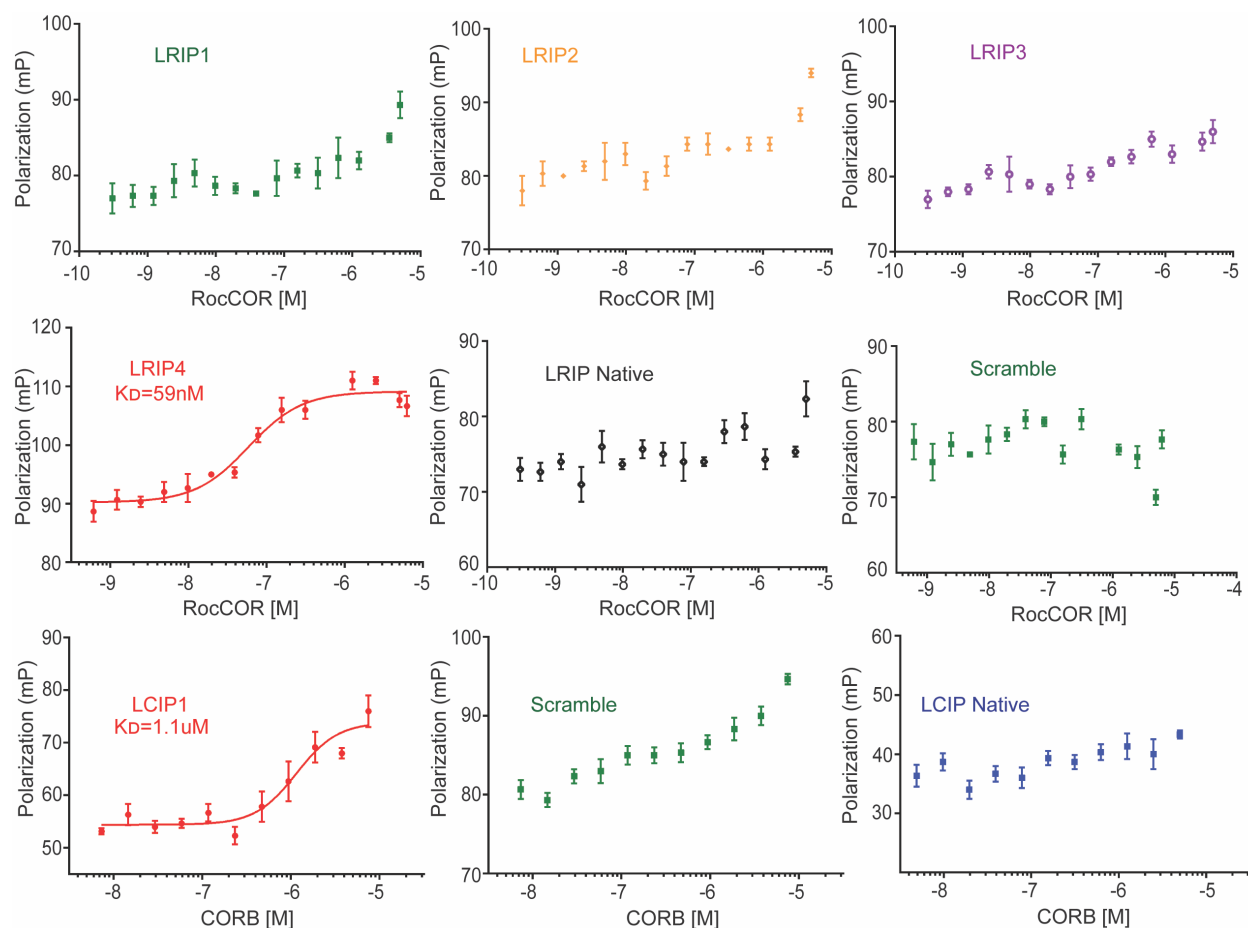 LRIP1
Polarization (mP)
100
90
80
70
-10 -9 -8 -7 -6 -5
RocCOR [M]
LRIP2
Polarization (mP)
100
90
80
70
-10 -9 -8 -7 -6 -5
RocCOR [M]
LRIP3
Polarization (mP)
100
90
80
70
-10 -9 -8 -7 -6 -5
RocCOR [M]
LRIP4
KD=59nM
Polarization (mP)
120
110
100
90
80
-9 -8 -7 -6 -5
RocCOR [M]
LRIP Native
Polarization (mP)
90
80
70
60
-10 -9 -8 -7 -6 -5
RocCOR [M]
Scramble
Polarization (mP)
90
80
70
60
-9 -8 -7 -6 -5 -4
RocCOR [M]
LCIP1
KD=1.1uM
Polarization (mP)
90
80
70
60
50
-8 -7 -6 -5
CORB [M]
Scramble
Polarization (mP)
100
90
80
70
-8 -7 -6 -5
CORB [M]
LCIP Native
Polarization (mP)
60
50
40
30
-8 -7 -6 -5
CORB [M]